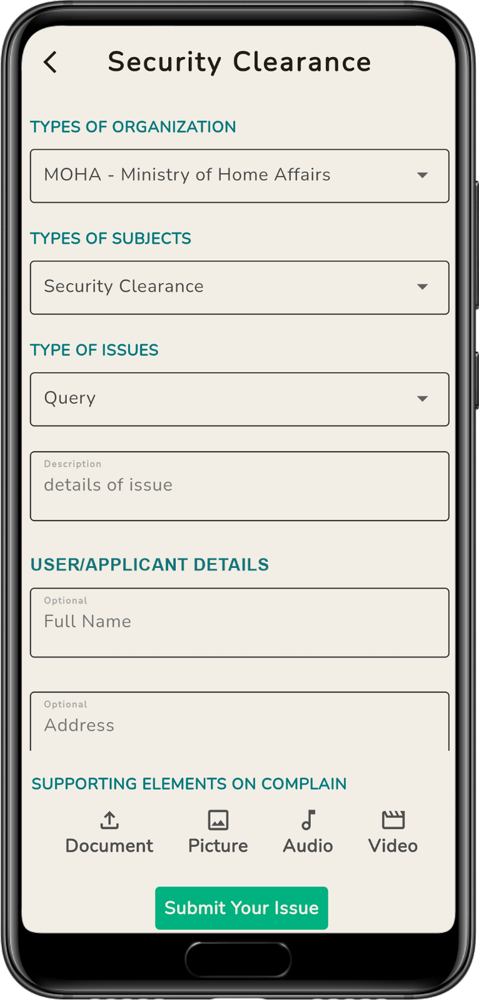 Security Clearance
TYPES OF ORGANIZATION
MOHA - Ministry of Home Affairs
TYPES OF SUBJECTS
Security Clearance
TYPE OF ISSUES
Query
Description
details of issue
USER/APPLICANT DETAILS
Optional
Full Name
Optional
Address
SUPPORTING ELEMENTS ON COMPLAIN
Document Picture Audio Video
Submit Your Issue